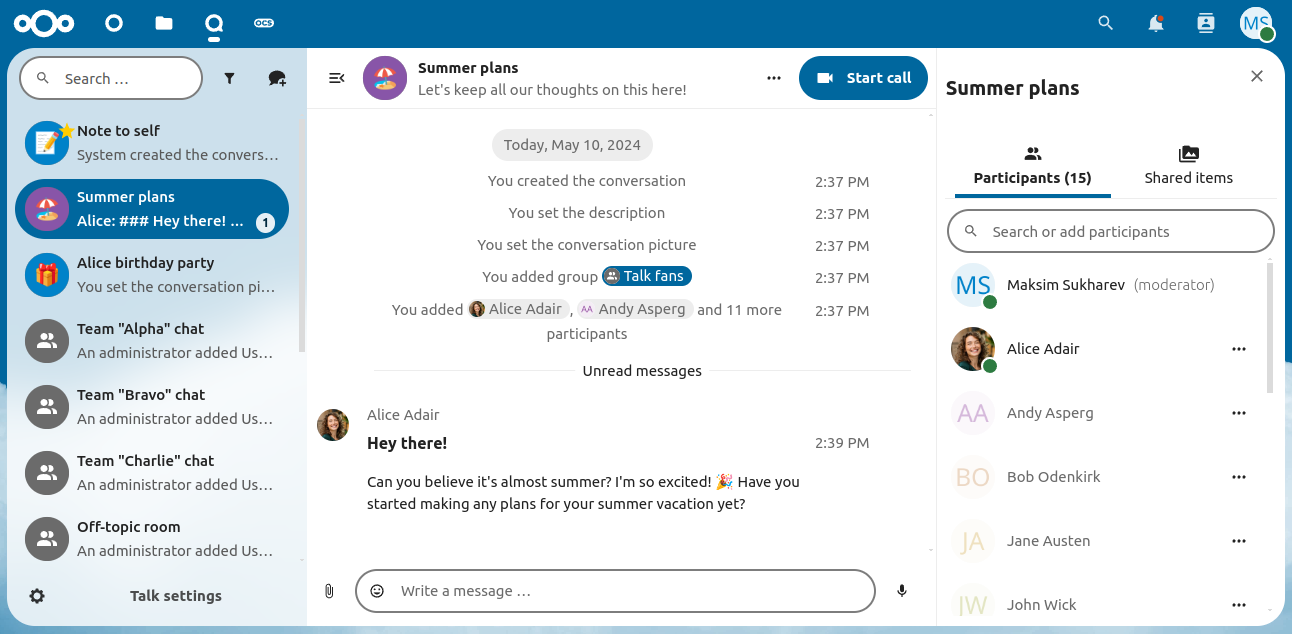 OCS
MS
Search …
Note to self
System created the convers…
Summer plans
Alice: ### Hey there! …
1
Alice birthday party
You set the conversation pi…
Team "Alpha" chat
An administrator added Us…
Team "Bravo" chat
An administrator added Us…
Team "Charlie" chat
An administrator added Us…
Off-topic room
An administrator added Us…
Talk settings
Summer plans
Let's keep all our thoughts on this here!
Start call
Today, May 10, 2024
You created the conversation 2:37 PM
You set the description 2:37 PM
You set the conversation picture 2:37 PM
You added group Talk fans 2:37 PM
You added Alice Adair , AA Andy Asperg and 11 more 2:37 PM
participants
Unread messages
Alice Adair
Hey there! 2:39 PM
Can you believe it's almost summer? I'm so excited! 🎉 Have you
started making any plans for your summer vacation yet?
Write a message …
Summer plans
Participants (15)
Shared items
Search or add participants
MS Maksim Sukharev (moderator)
Alice Adair
AA Andy Asperg
BO Bob Odenkirk
JA Jane Austen
JW John Wick